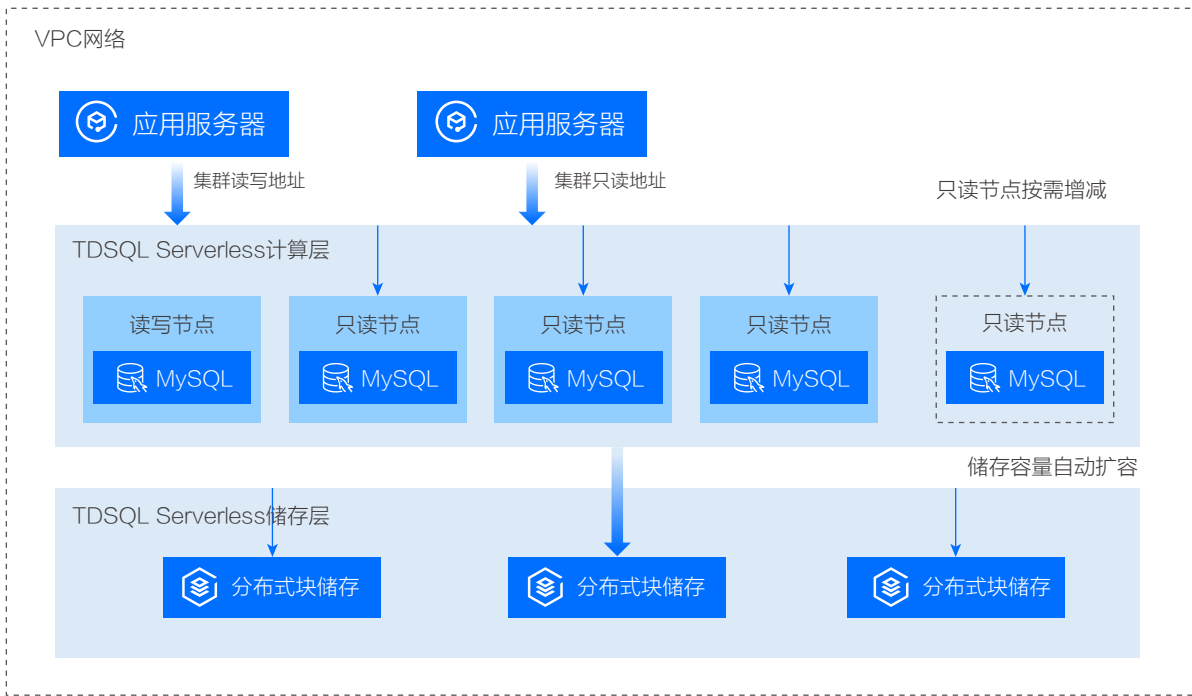 VPC网络
应用服务器
应用服务器
集群读写地址
集群只读地址
只读节点按需增减
TDSQL Serverless计算层
读写节点
只读节点
只读节点
只读节点
只读节点
MySQL
MySQL
MySQL
MySQL
MySQL
储存容量自动扩容
TDSQL Serverless储存层
分布式块储存
分布式块储存
分布式块储存